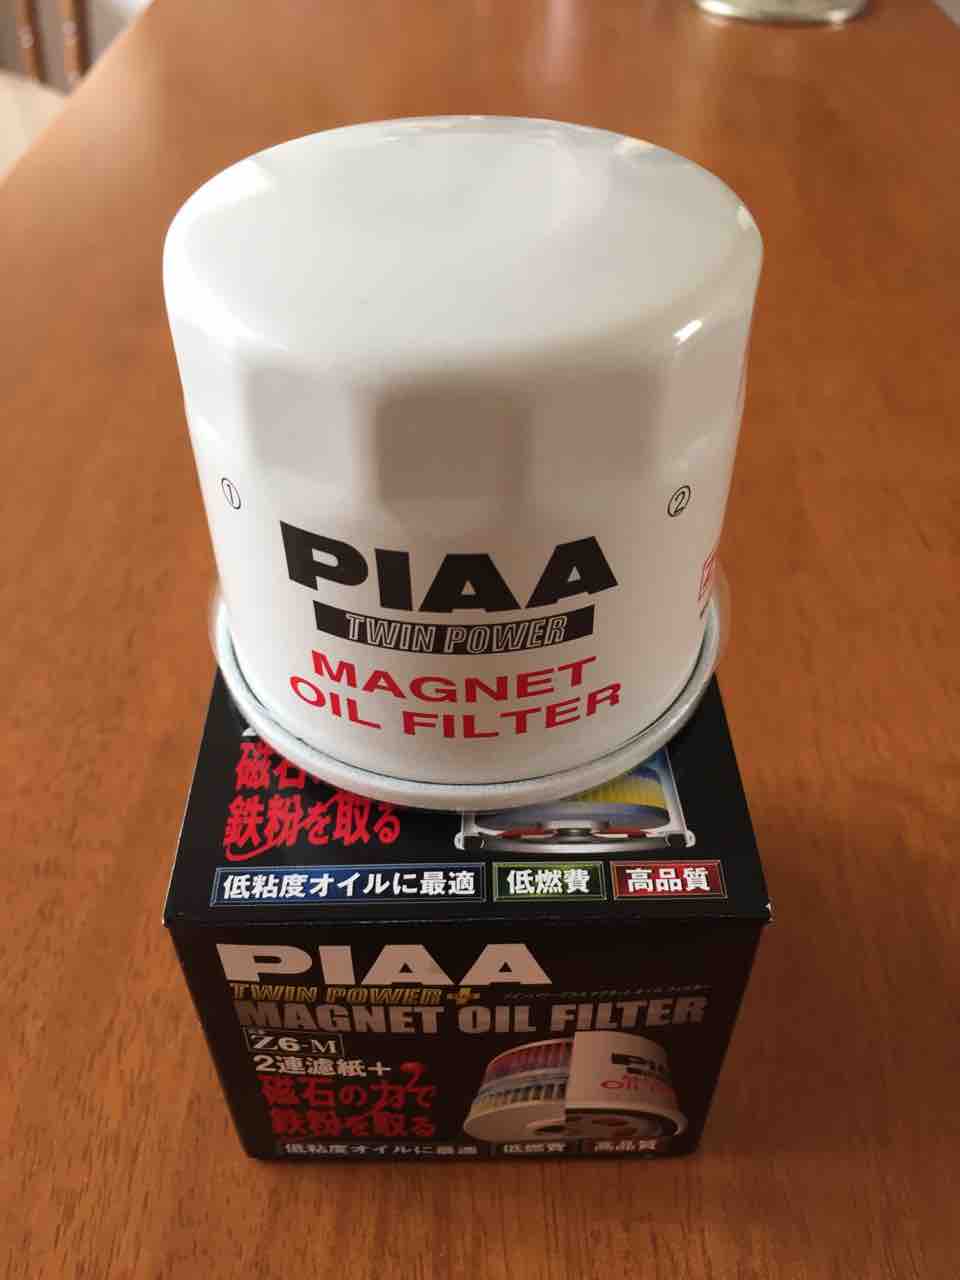 ①
②
PIAA
TWIN POWER
MAGNET
OIL FILTER
磁石の
鉄粉を取る
低粘度オイルに最適 低燃費 高品質
PIAA
TWIN POWER+
MAGNET OIL FILTER
Z6-M
2連濾紙+
磁石の力で
鉄粉を取る
PIAA
低粘度オイルに最適 低燃費 高品質